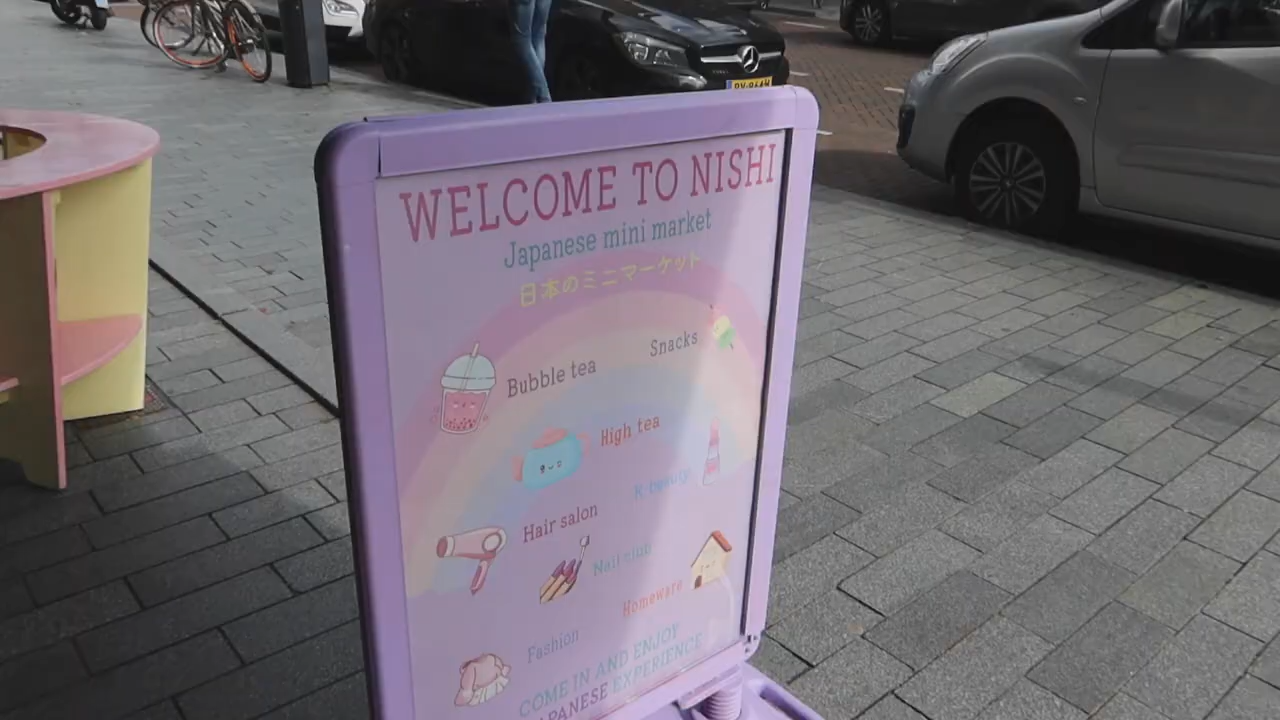 WELCOME TO NISHI
Japanese mini market
日本のミニマーケット
Snacks
Bubble tea
High tea
K beauty
Hair salon
Nail club
Homeware
Fashion
COME IN AND ENJOY
JAPANESE EXPERIENCE